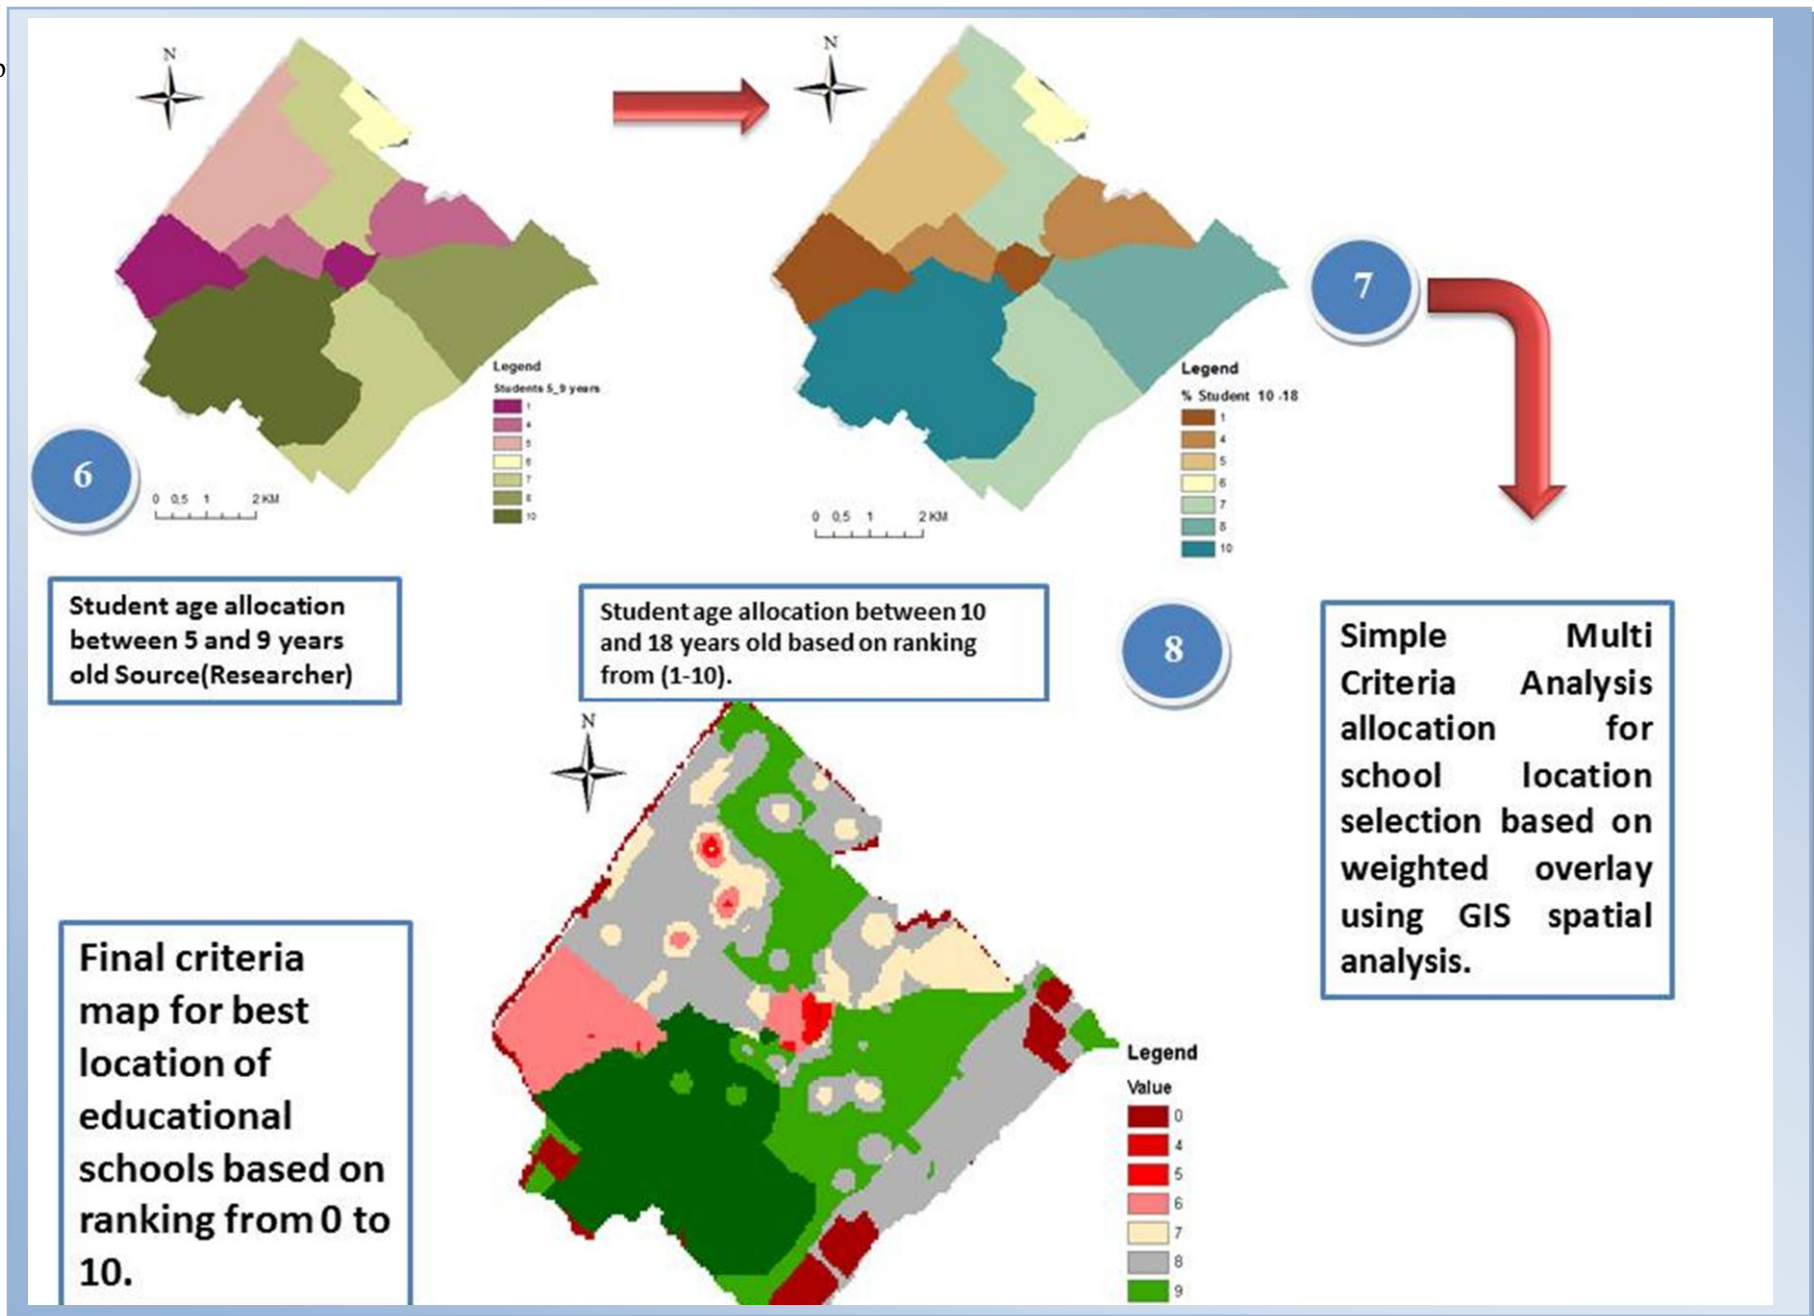 N
Legend
Students 5_9 years
1
4
5
6
7
8
10
0 0,5 1 2 KM
6
Student age allocation
between 5 and 9 years
old Source(Researcher)
N
Legend
% Student 10 -18
1
4
5
6
7
8
10
0 0,5 1 2 KM
7
Student age allocation between 10
and 18 years old based on ranking
from (1-10).
8
Simple Multi
Criteria Analysis
allocation for
school location
selection based on
weighted overlay
using GIS spatial
analysis.
N
Final criteria
map for best
location of
educational
schools based on
ranking from 0 to
10.
Legend
Value
0
4
5
6
7
8
9